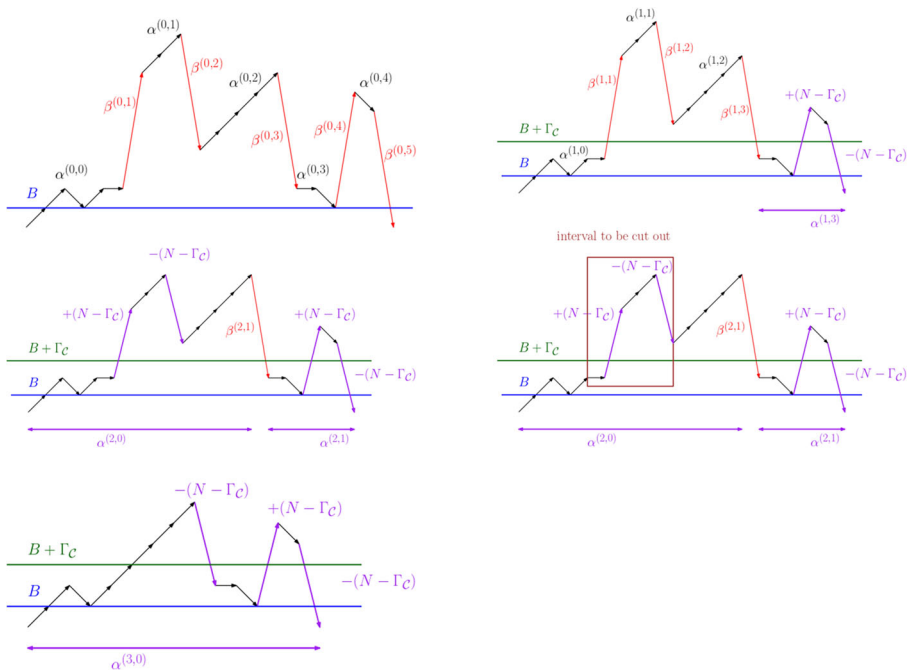 α^(0,1)
β^(0,2)
α^(0,2)
α^(0,4)
β^(0,1)
β^(0,3)
β^(0,4)
β^(0,5)
α^(0,0)
α^(0,3)
B
α^(1,1)
β^(1,2)
α^(1,2)
β^(1,1)
β^(1,3)
+(N − Γ_𝒞)
B + Γ_𝒞
α^(1,0)
−(N − Γ_𝒞)
B
α^(1,3)
−(N − Γ_𝒞)
+(N − Γ_𝒞)
β^(2,1)
+(N − Γ_𝒞)
B + Γ_𝒞
B
−(N − Γ_𝒞)
α^(2,0)
α^(2,1)
interval to be cut out
−(N − Γ_𝒞)
+(N − Γ_𝒞)
β^(2,1)
+(N − Γ_𝒞)
B + Γ_𝒞
B
−(N − Γ_𝒞)
α^(2,0)
α^(2,1)
−(N − Γ_𝒞)
+(N − Γ_𝒞)
B + Γ_𝒞
B
−(N − Γ_𝒞)
α^(3,0)